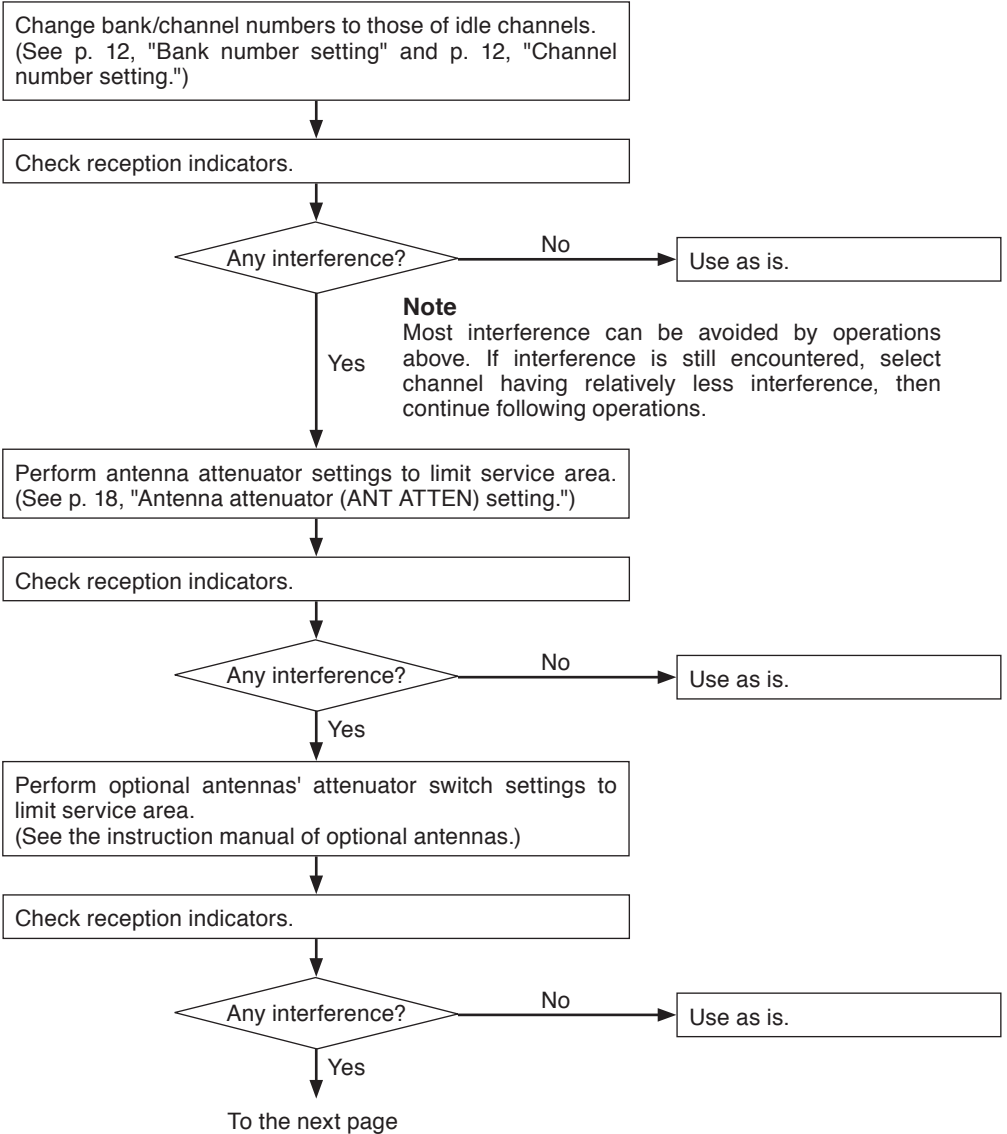 Change bank/channel numbers to those of idle channels.
(See p. 12, "Bank number setting" and p. 12, "Channel
number setting.")
Check reception indicators.
Any interference?
No
Use as is.
Note
Most interference can be avoided by operations
above. If interference is still encountered, select
channel having relatively less interference, then
continue following operations.
Yes
Perform antenna attenuator settings to limit service area.
(See p. 18, "Antenna attenuator (ANT ATTEN) setting.")
Check reception indicators.
Any interference?
No
Use as is.
Yes
Perform optional antennas' attenuator switch settings to
limit service area.
(See the instruction manual of optional antennas.)
Check reception indicators.
Any interference?
No
Use as is.
Yes
To the next page